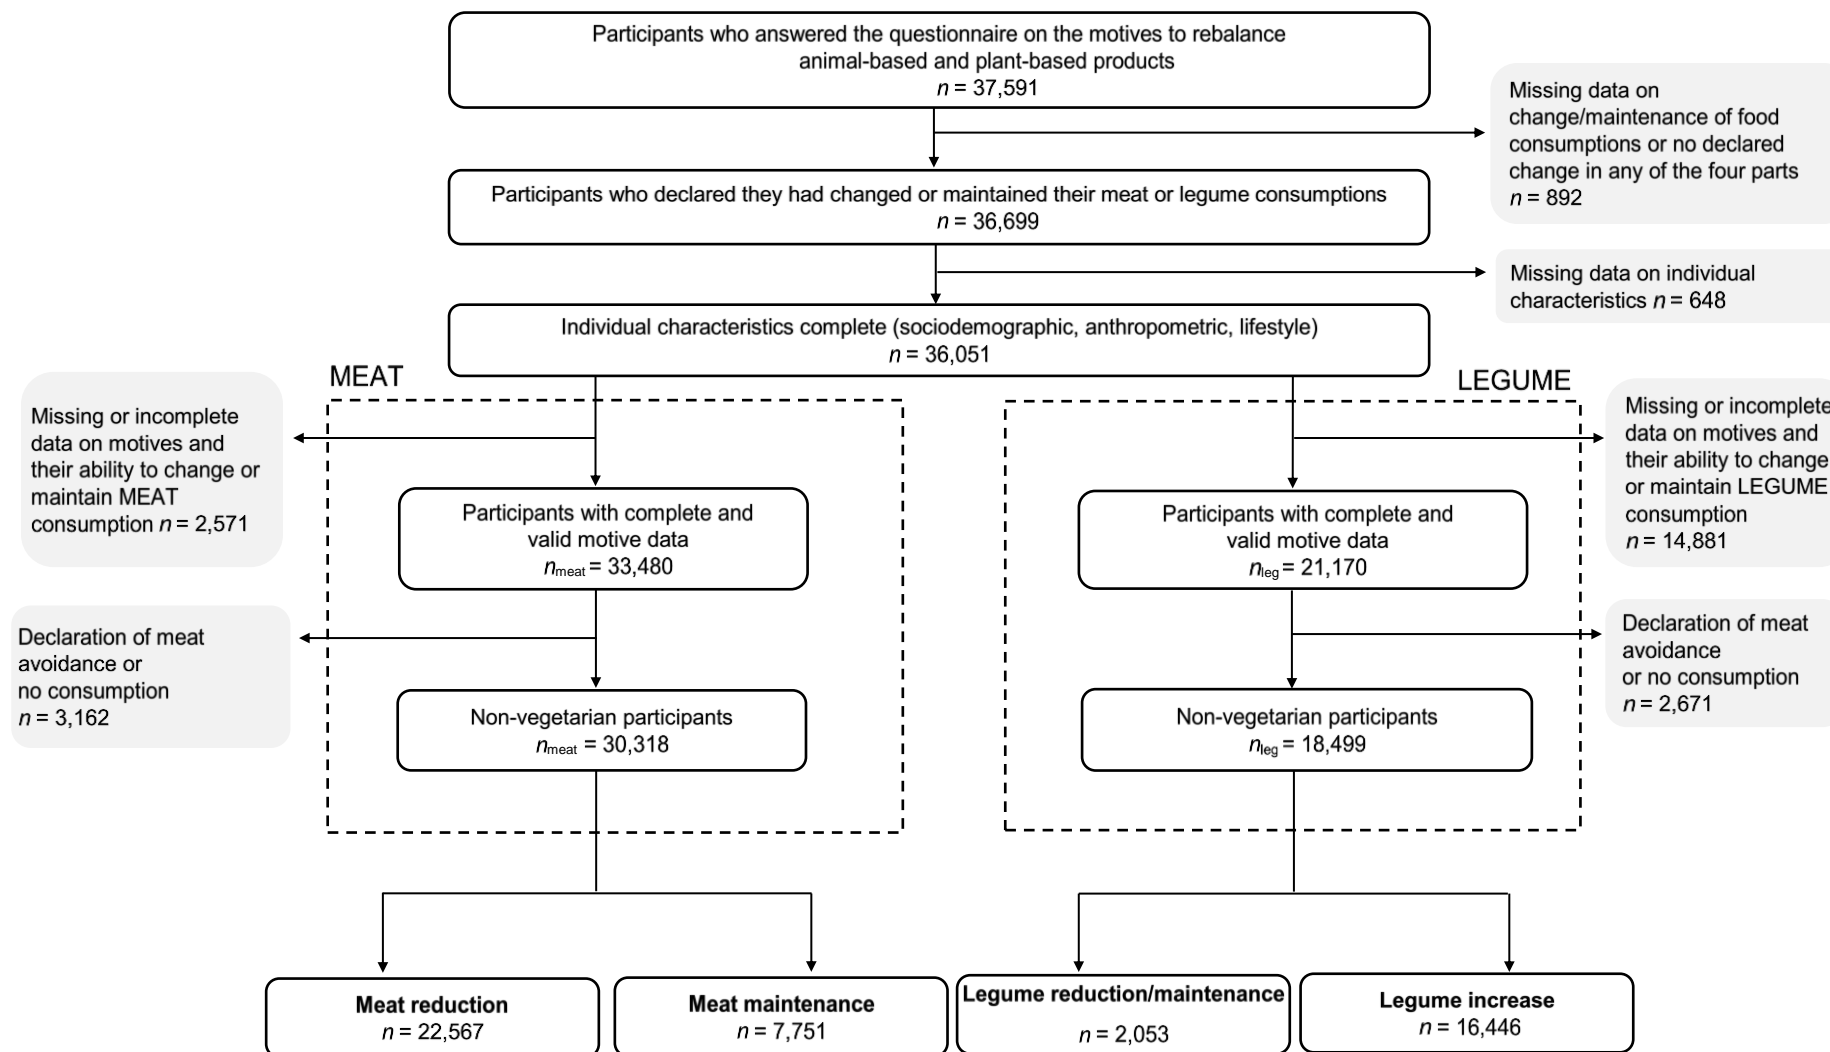 Participants who answered the questionnaire on the motives to rebalance
animal-based and plant-based products
n = 37,591
Missing data on
change/maintenance of food
consumptions or no declared
change in any of the four parts
n = 892
Participants who declared they had changed or maintained their meat or legume consumptions
n = 36,699
Missing data on individual
characteristics n = 648
Individual characteristics complete (sociodemographic, anthropometric, lifestyle)
n = 36,051
MEAT
LEGUME
Missing or incomplete
data on motives and
their ability to change or
maintain MEAT
consumption n = 2,571
Missing or incomplete
data on motives and
their ability to change
or maintain LEGUME
consumption
n = 14,881
Participants with complete and
valid motive data
nmeat = 33,480
Participants with complete and
valid motive data
nleg = 21,170
Declaration of meat
avoidance or
no consumption
n = 3,162
Declaration of meat
avoidance
or no consumption
n = 2,671
Non-vegetarian participants
nmeat = 30,318
Non-vegetarian participants
nleg = 18,499
Meat reduction
n = 22,567
Meat maintenance
n = 7,751
Legume reduction/maintenance
n = 2,053
Legume increase
n = 16,446